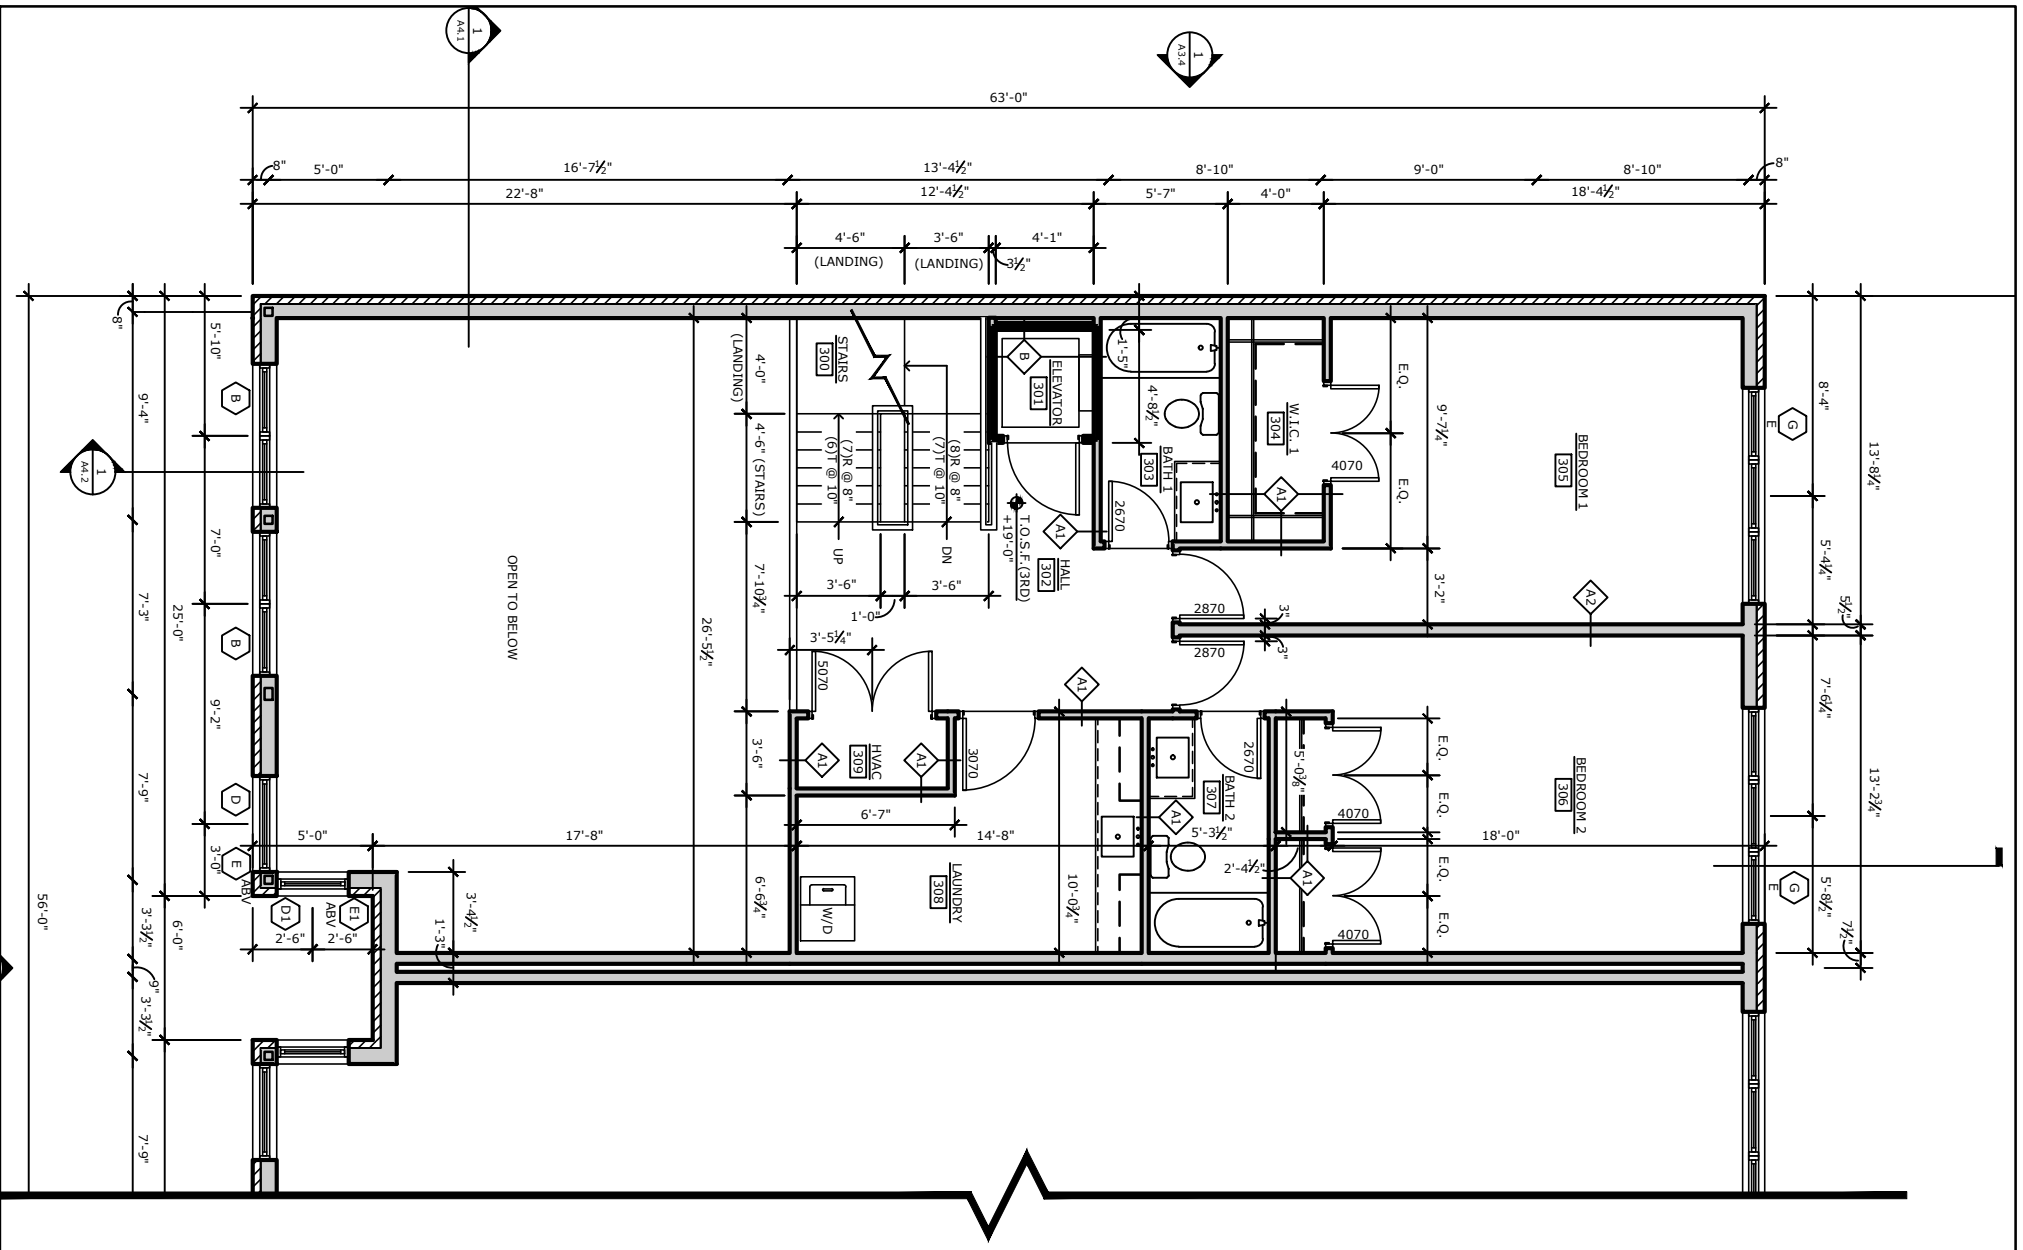 1
A4.1
1
A3.4
63'-0"
8"
5'-0"
16'-7½"
13'-4½"
8'-10"
9'-0"
8'-10"
8"
22'-8"
12'-4½"
5'-7"
4'-0"
18'-4½"
4'-6"
(LANDING)
3'-6"
(LANDING)
4'-1"
3½"
8"
5'-10"
9'-4"
B
1
A4.2
7'-0"
7'-3"
25'-0"
B
9'-2"
7'-9"
D
3'-0"
E
ABV
56'-0"
3'-3½"
6'-0"
9"
3'-3½"
7'-9"
D1
ABV
E1
2'-6"
2'-6"
5'-0"
17'-8"
3'-4½"
1'-3"
OPEN TO BELOW
26'-5½"
4'-0"
(LANDING)
4'-6" (STAIRS)
7'-10¾"
3'-6"
6'-6¾"
STAIRS
300
(7)R @ 8"
(6)T @ 10"
UP
(8)R @ 8"
(7)T @ 10"
DN
3'-6"
3'-6"
1'-0"
3'-5¼"
5070
B
ELEVATOR
301
T.O.S.F.(3RD)
+19'-0"
HALL
302
A1
1'-5"
4'-8½"
BATH 1
303
2670
W.I.C. 1
304
A1
4070
E.Q.
E.Q.
9'-7¼"
3'-2"
BEDROOM 1
305
A2
2870
3"
3"
2870
A1
HVAC
309
A1
A1
3070
6'-7"
14'-8"
LAUNDRY
308
W/D
10'-0¾"
BATH 2
307
2670
A1
5'-3½"
5'-0⅜"
2'-4½"
A1
4070
4070
E.Q.
E.Q.
E.Q.
E.Q.
18'-0"
BEDROOM 2
306
G
E
8'-4"
13'-8¼"
5'-4¼"
5½"
7'-6¼"
13'-2¾"
G
E
5'-8½"
7½"